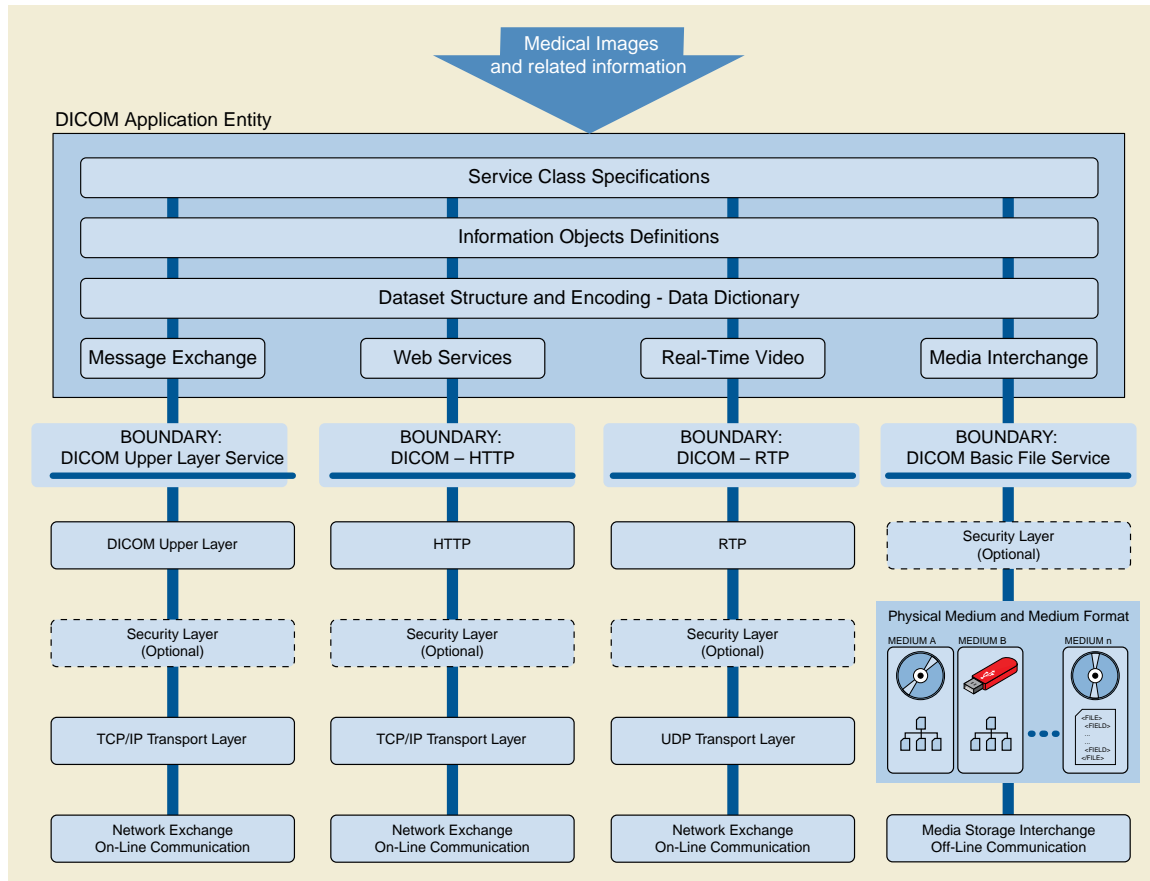 Medical Images
and related information
DICOM Application Entity
Service Class Specifications
Information Objects Definitions
Dataset Structure and Encoding - Data Dictionary
Message Exchange
Web Services
Real-Time Video
Media Interchange
BOUNDARY:
DICOM Upper Layer Service
BOUNDARY:
DICOM – HTTP
BOUNDARY:
DICOM – RTP
BOUNDARY:
DICOM Basic File Service
DICOM Upper Layer
HTTP
RTP
Security Layer
(Optional)
Security Layer
(Optional)
Security Layer
(Optional)
Security Layer
(Optional)
Physical Medium and Medium Format
MEDIUM A
MEDIUM B
MEDIUM n
<FILE>
<FIELD>
...
...
<FIELD>
</FILE>
TCP/IP Transport Layer
TCP/IP Transport Layer
UDP Transport Layer
Network Exchange
On-Line Communication
Network Exchange
On-Line Communication
Network Exchange
On-Line Communication
Media Storage Interchange
Off-Line Communication